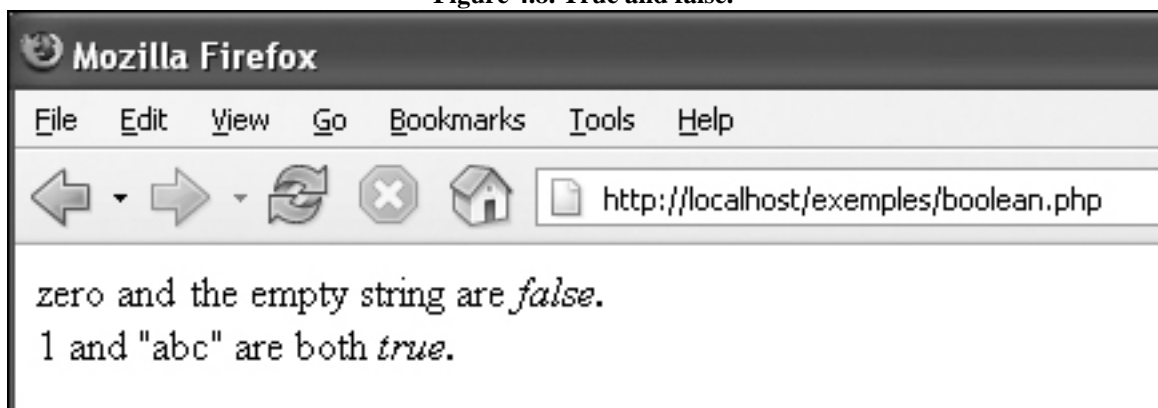 Figure 4.8. True and false.
Mozilla Firefox
File Edit View Go Bookmarks Tools Help
http://localhost/exemples/boolean.php
zero and the empty string are false.
1 and "abc" are both true.